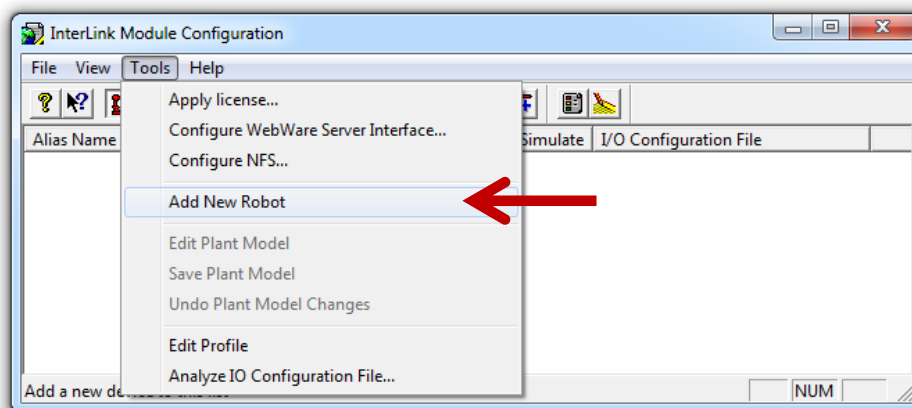 InterLink Module Configuration
File View Tools Help
Apply license...
Configure WebWare Server Interface...
Configure NFS...
Add New Robot
Edit Plant Model
Save Plant Model
Undo Plant Model Changes
Edit Profile
Analyze IO Configuration File...
Alias Name Simulate I/O Configuration File
Add a new NUM